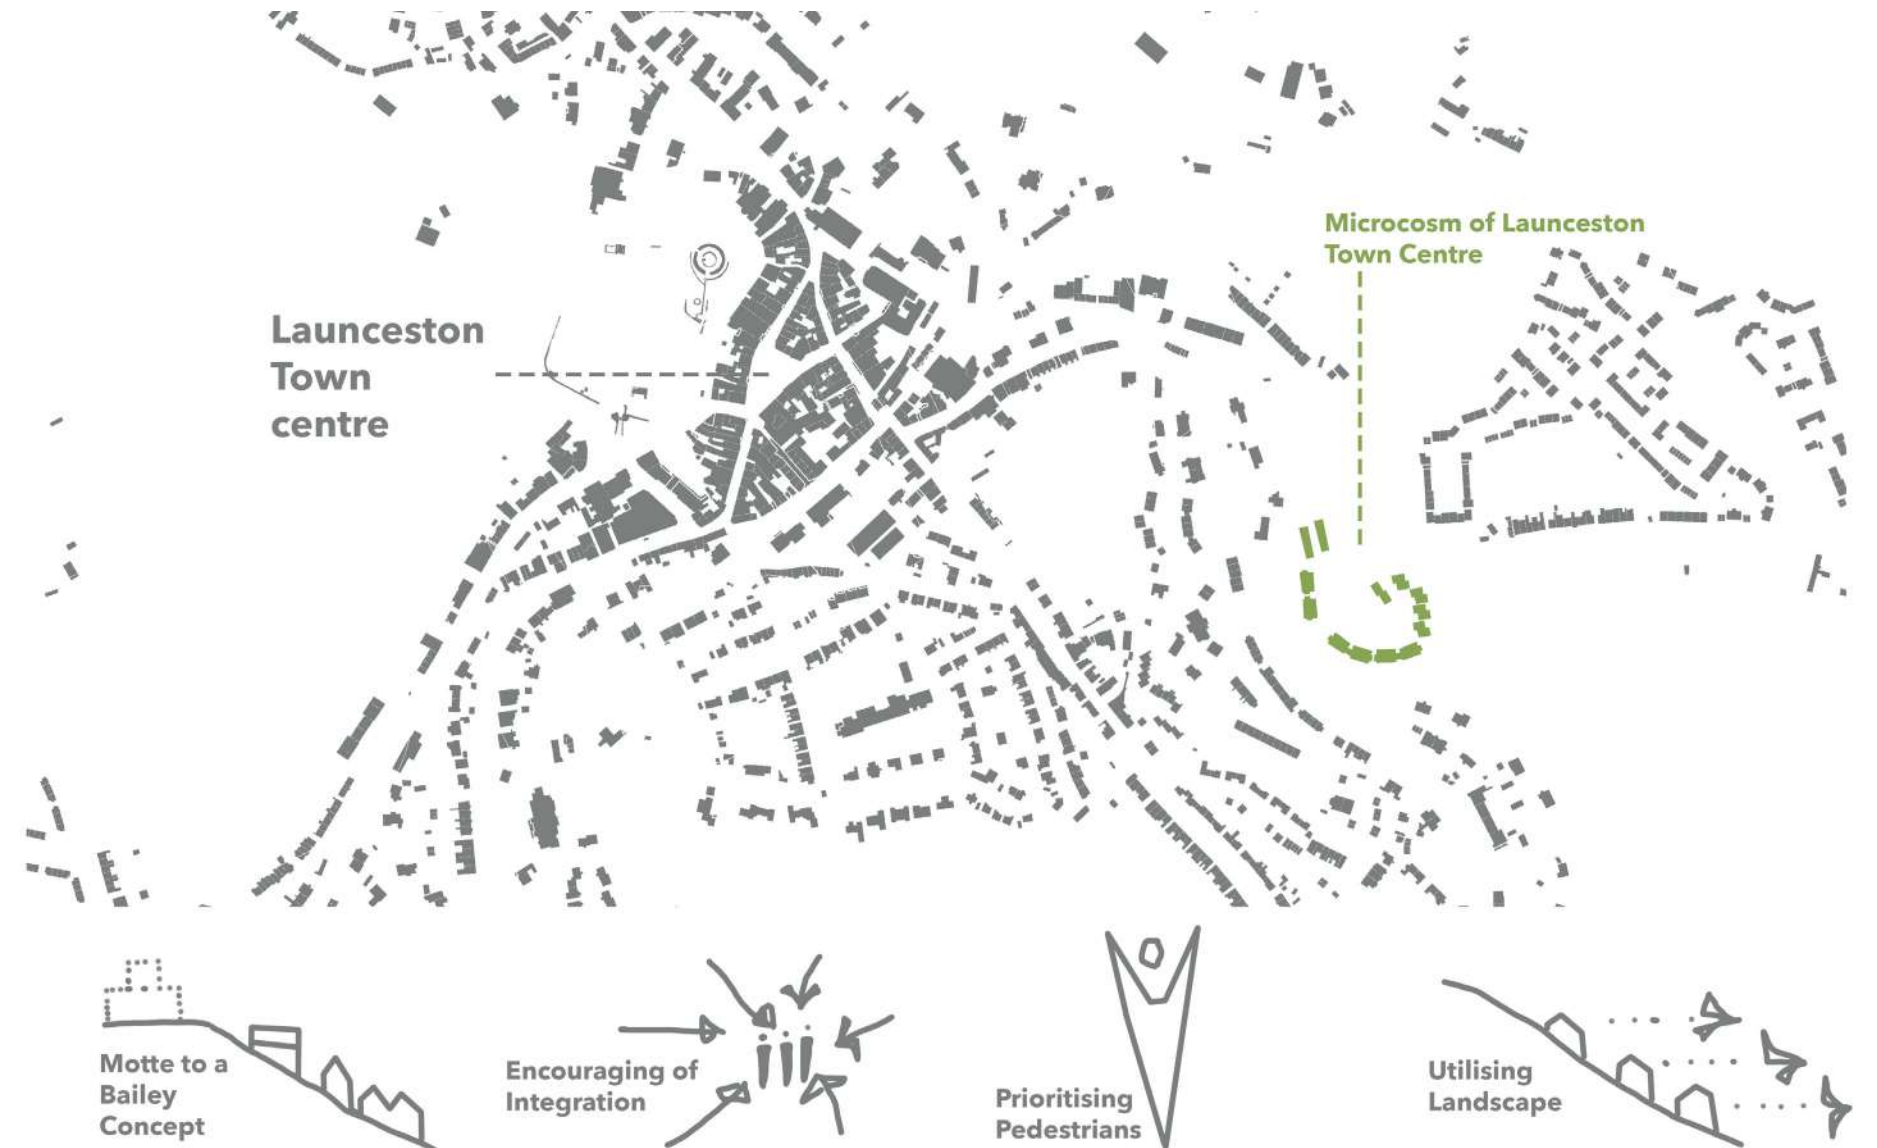 Microcosm of Launceston
Town Centre
Launceston
Town
centre
Motte to a
Bailey
Concept
Encouraging of
Integration
Prioritising
Pedestrians
Utilising
Landscape